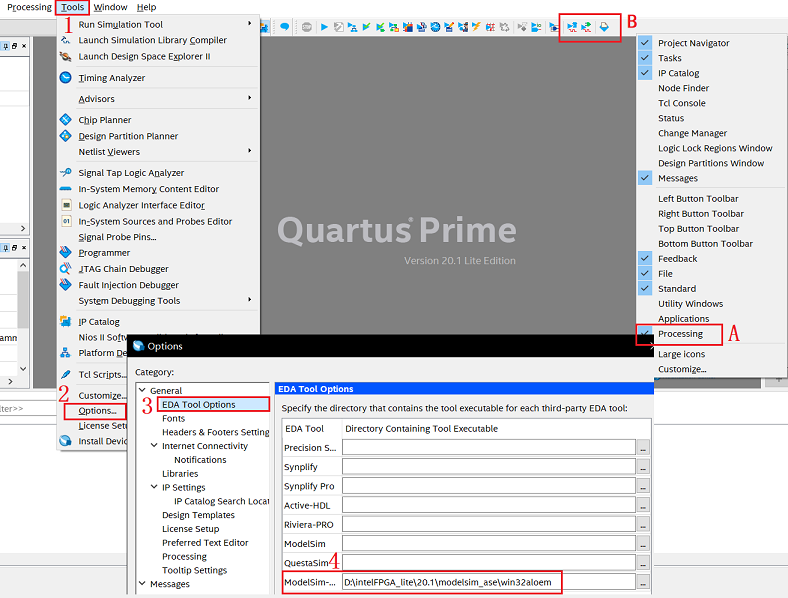 Processing Tools Window Help
1
Run Simulation Tool
Launch Simulation Library Compiler
Launch Design Space Explorer II
Timing Analyzer
Advisors
Chip Planner
Design Partition Planner
Netlist Viewers
Signal Tap Logic Analyzer
In-System Memory Content Editor
Logic Analyzer Interface Editor
In-System Sources and Probes Editor
Signal Probe Pins...
Programmer
JTAG Chain Debugger
Fault Injection Debugger
System Debugging Tools
IP Catalog
Nios II
Platform De
Tcl Scripts...
Customize...
2
Options...
License Set
Install Devi
Quartus® Prime
Version 20.1 Lite Edition
B
Project Navigator
Tasks
IP Catalog
Node Finder
Tcl Console
Status
Change Manager
Logic Lock Regions Window
Design Partitions Window
Messages
Left Button Toolbar
Right Button Toolbar
Top Button Toolbar
Bottom Button Toolbar
Feedback
File
Standard
Utility Windows
Applications
Processing
A
Large icons
Customize...
Options
Category:
General
3
EDA Tool Options
Fonts
Headers & Footers Setting
Internet Connectivity
Notifications
Libraries
IP Settings
IP Catalog Search Locat
Design Templates
License Setup
Preferred Text Editor
Processing
Tooltip Settings
Messages
EDA Tool Options
Specify the directory that contains the tool executable for each third-party EDA tool:
EDA Tool Directory Containing Tool Executable
Precision S... ...
Synplify ...
Synplify Pro ...
Active-HDL ...
Riviera-PRO ...
ModelSim ...
QuestaSim ...
4
ModelSim-... D:\intelFPGA_lite\20.1\modelsim_ase\win32aloem ...